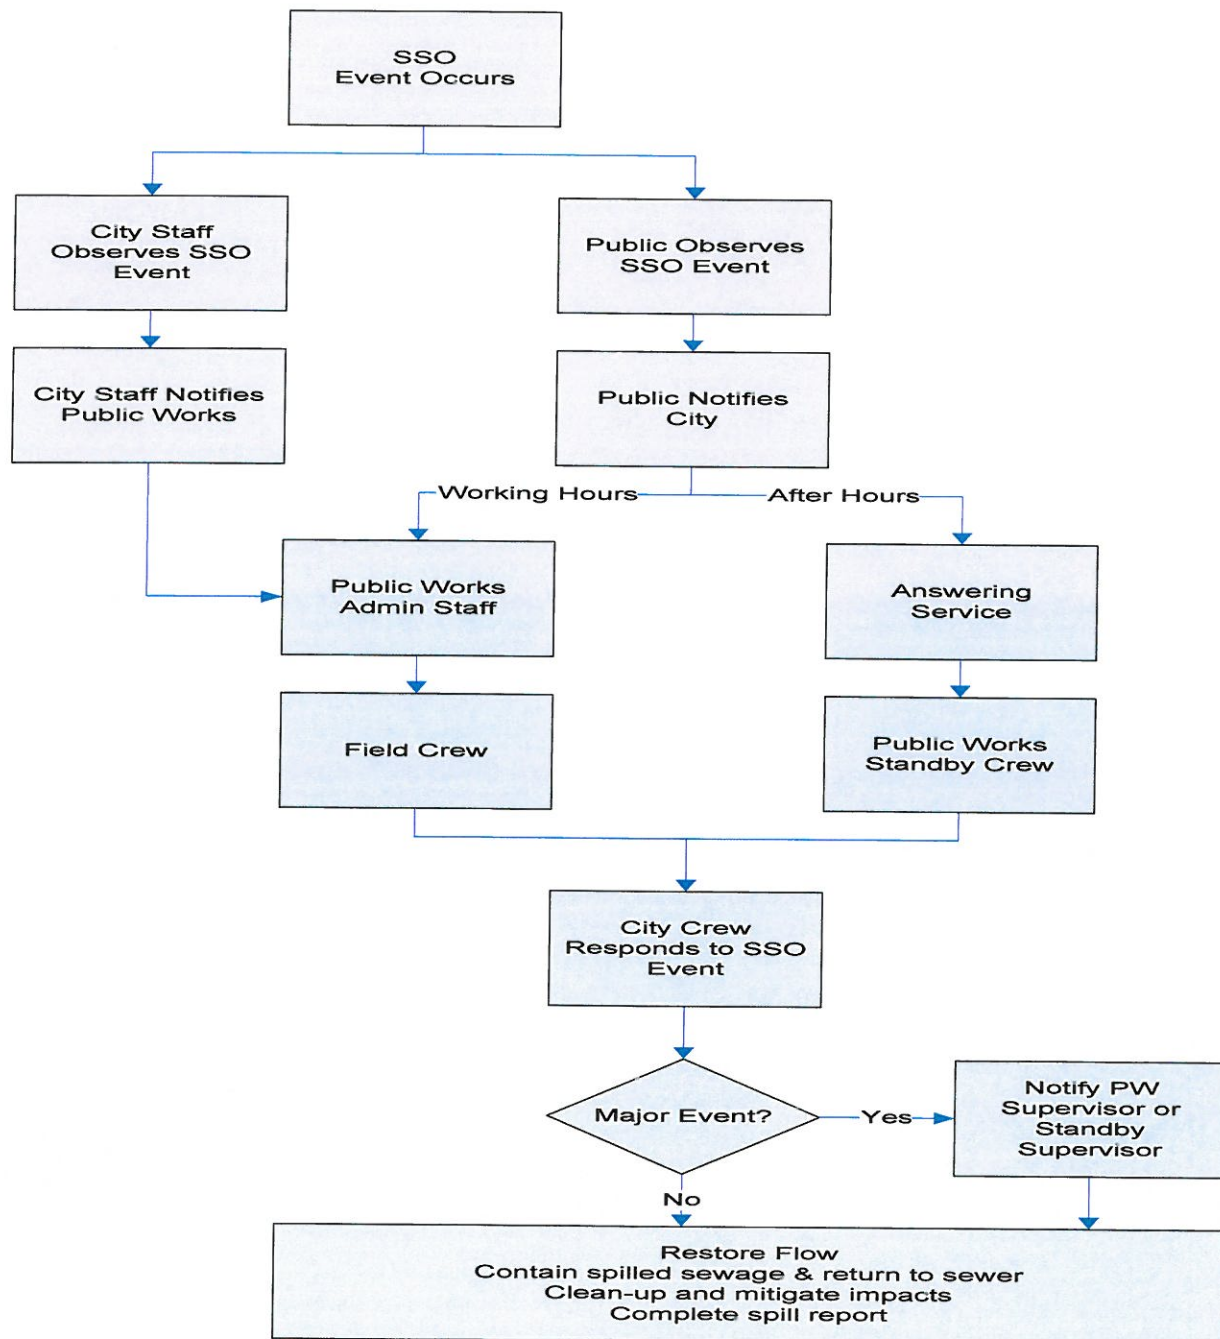 SSO
Event Occurs
City Staff
Observes SSO
Event
Public Observes
SSO Event
City Staff Notifies
Public Works
Public Notifies
City
Working Hours
After Hours
Public Works
Admin Staff
Answering
Service
Field Crew
Public Works
Standby Crew
City Crew
Responds to SSO
Event
Major Event?
Yes
Notify PW
Supervisor or
Standby
Supervisor
No
Restore Flow
Contain spilled sewage & return to sewer
Clean-up and mitigate impacts
Complete spill report